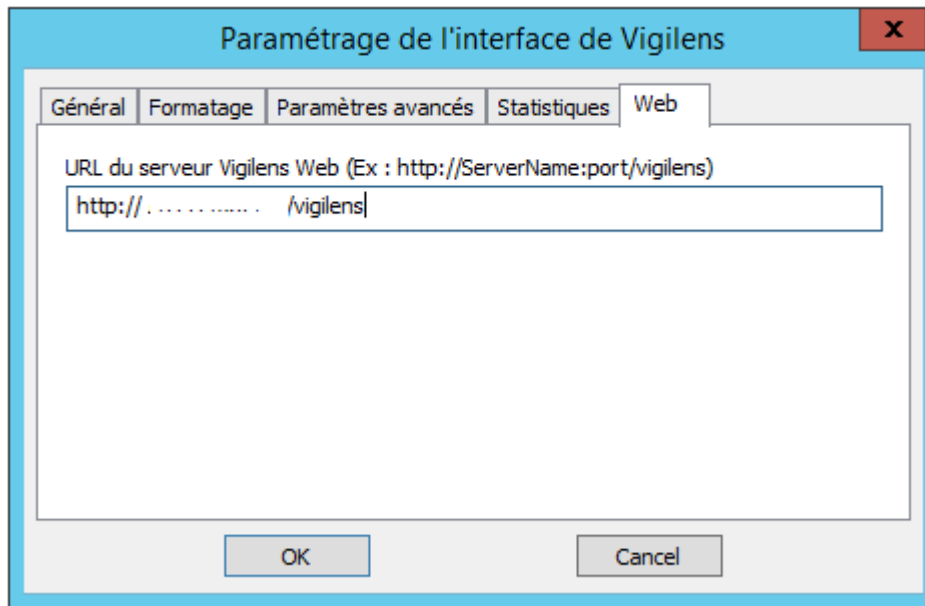 Paramétrage de l'interface de Vigilens
x
Général Formatage Paramètres avancés Statistiques Web
URL du serveur Vigilens Web (Ex : http://ServerName:port/vigilens)
http:// /vigilens
OK Cancel